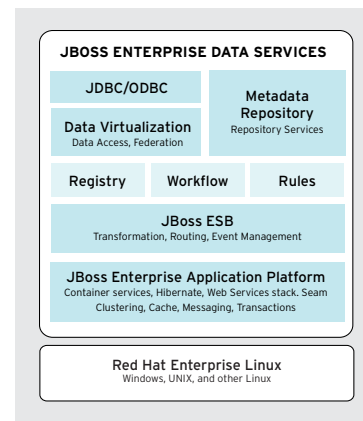 JBOSS ENTERPRISE DATA SERVICES
JDBC/ODBC
Data Virtualization
Data Access, Federation
Metadata
Repository
Repository Services
Registry
Workflow
Rules
JBoss ESB
Transformation, Routing, Event Management
JBoss Enterprise Application Platform
Container services, Hibernate, Web Services stack. Seam
Clustering, Cache, Messaging, Transactions
Red Hat Enterprise Linux
Windows, UNIX, and other Linux